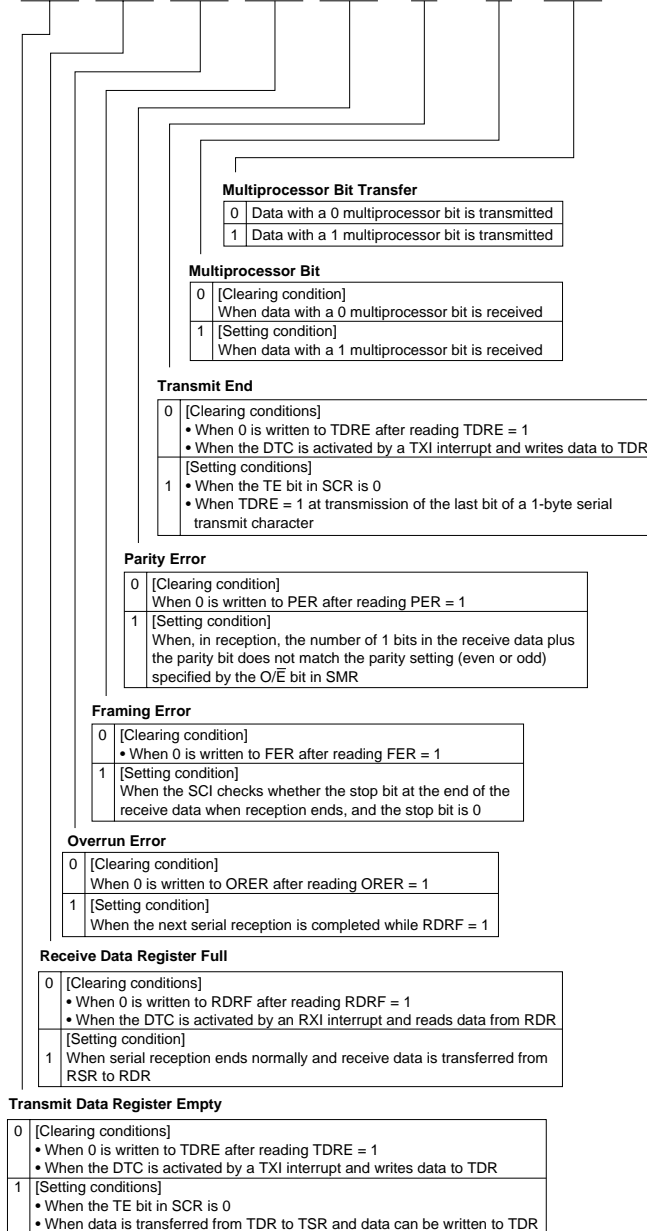 Multiprocessor Bit Transfer
0 Data with a 0 multiprocessor bit is transmitted
1 Data with a 1 multiprocessor bit is transmitted
Multiprocessor Bit
0 [Clearing condition]
When data with a 0 multiprocessor bit is received
1 [Setting condition]
When data with a 1 multiprocessor bit is received
Transmit End
0 [Clearing conditions]
• When 0 is written to TDRE after reading TDRE = 1
• When the DTC is activated by a TXI interrupt and writes data to TDR
[Setting conditions]
1 • When the TE bit in SCR is 0
• When TDRE = 1 at transmission of the last bit of a 1-byte serial
transmit character
Parity Error
0 [Clearing condition]
When 0 is written to PER after reading PER = 1
1 [Setting condition]
When, in reception, the number of 1 bits in the receive data plus
the parity bit does not match the parity setting (even or odd)
specified by the O/E̅ bit in SMR
Framing Error
0 [Clearing condition]
• When 0 is written to FER after reading FER = 1
1 [Setting condition]
When the SCI checks whether the stop bit at the end of the
receive data when reception ends, and the stop bit is 0
Overrun Error
0 [Clearing condition]
When 0 is written to ORER after reading ORER = 1
1 [Setting condition]
When the next serial reception is completed while RDRF = 1
Receive Data Register Full
0 [Clearing conditions]
• When 0 is written to RDRF after reading RDRF = 1
• When the DTC is activated by an RXI interrupt and reads data from RDR
[Setting condition]
1 When serial reception ends normally and receive data is transferred from
RSR to RDR
Transmit Data Register Empty
0 [Clearing conditions]
• When 0 is written to TDRE after reading TDRE = 1
• When the DTC is activated by a TXI interrupt and writes data to TDR
1 [Setting conditions]
• When the TE bit in SCR is 0
• When data is transferred from TDR to TSR and data can be written to TDR